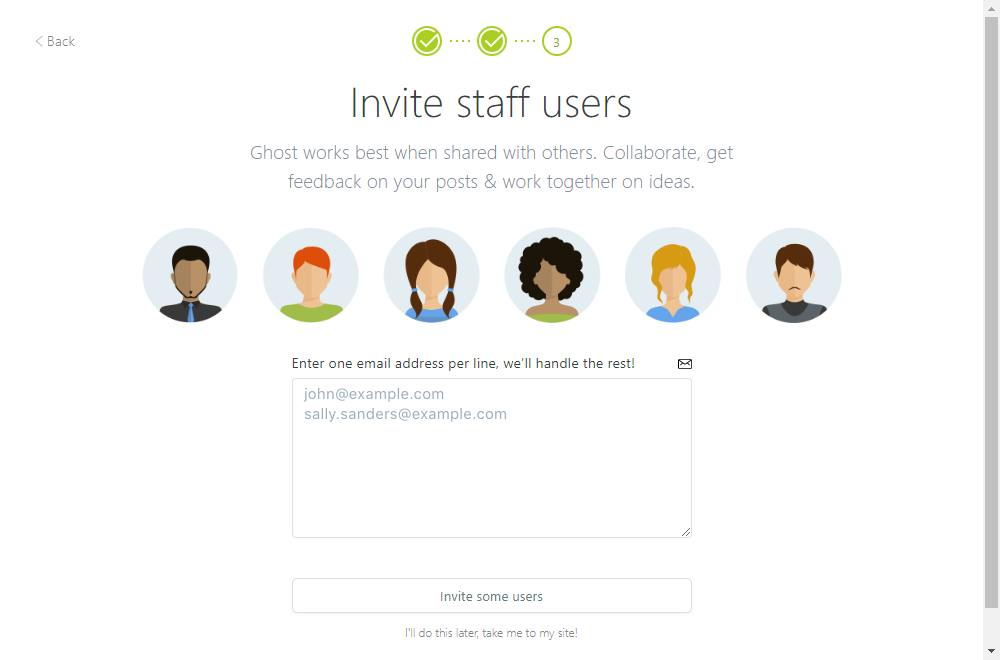 Back
3
Invite staff users
Ghost works best when shared with others. Collaborate, get
feedback on your posts & work together on ideas.
Enter one email address per line, we’ll handle the rest!
john@example.com
sally.sanders@example.com
Invite some users
I'll do this later, take me to my site!